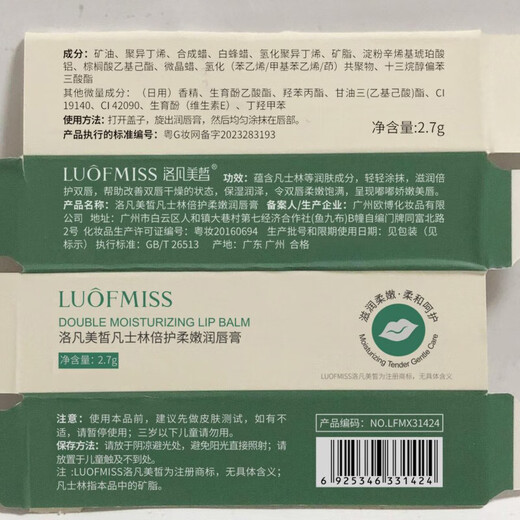 成分：矿油、聚异丁烯、合成蜡、白蜂蜡、氢化聚异丁烯、矿脂、淀粉辛烯基琥珀酸
铝、棕榈酸乙基己酯、微晶蜡、氢化（苯乙烯/甲基苯乙烯/茚）共聚物、十三烷醇偏苯
三酸酯
其他微量成分：（日用）香精、生育酚乙酸酯、羟苯丙酯、甘油三(乙基己酸)酯、CI
19140、CI 42090、生育酚（维生素E）、丁羟甲苯
使用方法：打开盖子，旋出润唇膏，然后均匀涂抹在唇部。
产品执行的标准编号：粤G妆网备字2023283193
净含量：2.7g
LUÔFMISS 洛凡美皙® 功效：蕴含凡士林等润肤成分，轻轻涂抹，滋润倍
护双唇，帮助改善双唇干燥的状态，保湿润泽，令双唇柔嫩饱满，呈现嘟嘟娇嫩美唇。
产品名称：洛凡美皙凡士林倍护柔嫩润唇膏 备案人/生产企业：广州欧博化妆品有限公司
地址：广州市白云区人和镇大巷村第七经济合作社(鱼九布)B幢自编门牌同富北路
2号 化妆品生产许可证编号：粤妆20160694 生产批号和限期使用日期：见包装（见
标示） 执行标准：GB/T 26513 产地：广东 广州 合格
LUÔFMISS
DOUBLE MOISTURIZING LIP BALM
洛凡美皙凡士林倍护柔嫩润唇膏
净含量：2.7g
滋润柔嫩·柔和呵护
Moisturizing Tender Gentle Care
LUOFMISS洛凡美皙为注册商标，无具体含义
注意：使用本品前，建议先做皮肤测试，如有不
适，请暂停使用；三岁以下儿童请勿用。
保存方法：请放于阴凉避光处，避免阳光直接照射；请
放置于儿童触及不到处。
注：LUOFMISS洛凡美皙为注册商标，无具体含义；
凡士林指本品中的矿脂。
产品编码：NO.LFMX31424
6 925346 331424